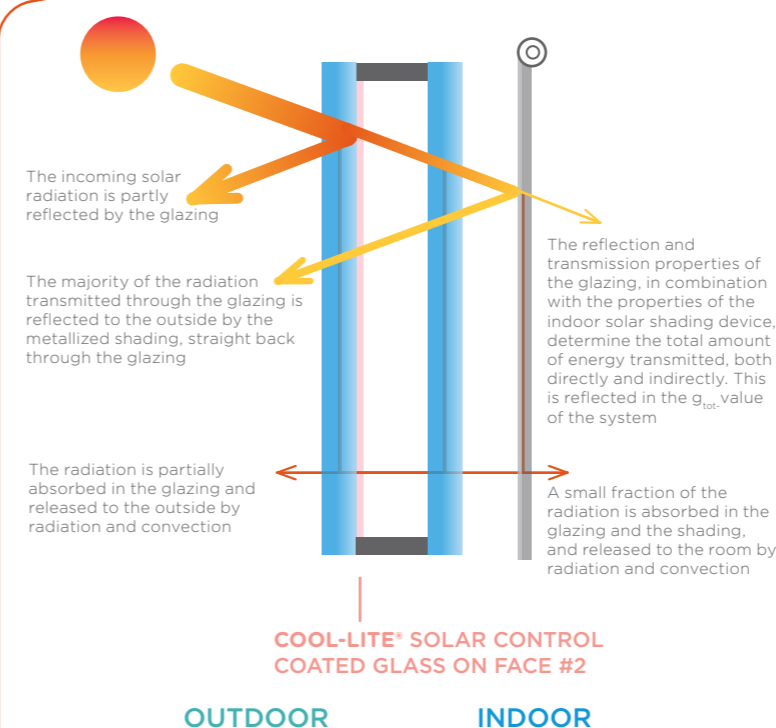 The incoming solar
radiation is partly
reflected by the glazing
The majority of the radiation
transmitted through the glazing is
reflected to the outside by the
metallized shading, straight back
through the glazing
The reflection and
transmission properties of
the glazing, in combination
with the properties of the
indoor solar shading device,
determine the total amount
of energy transmitted, both
directly and indirectly. This
is reflected in the g tot- value
of the system
The radiation is partially
absorbed in the glazing and
released to the outside by
radiation and convection
A small fraction of the
radiation is absorbed in the
glazing and the shading,
and released to the room by
radiation and convection
COOL-LITE® SOLAR CONTROL
COATED GLASS ON FACE #2
OUTDOOR INDOOR